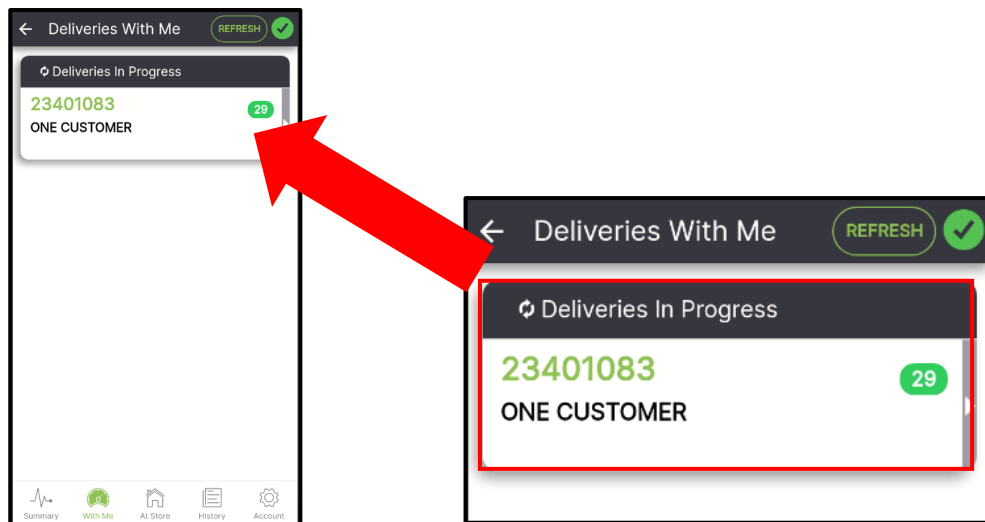 Deliveries With Me REFRESH
Deliveries In Progress
23401083 29
ONE CUSTOMER
Summary With Me At Store History Account
Deliveries With Me REFRESH
Deliveries In Progress
23401083 29
ONE CUSTOMER